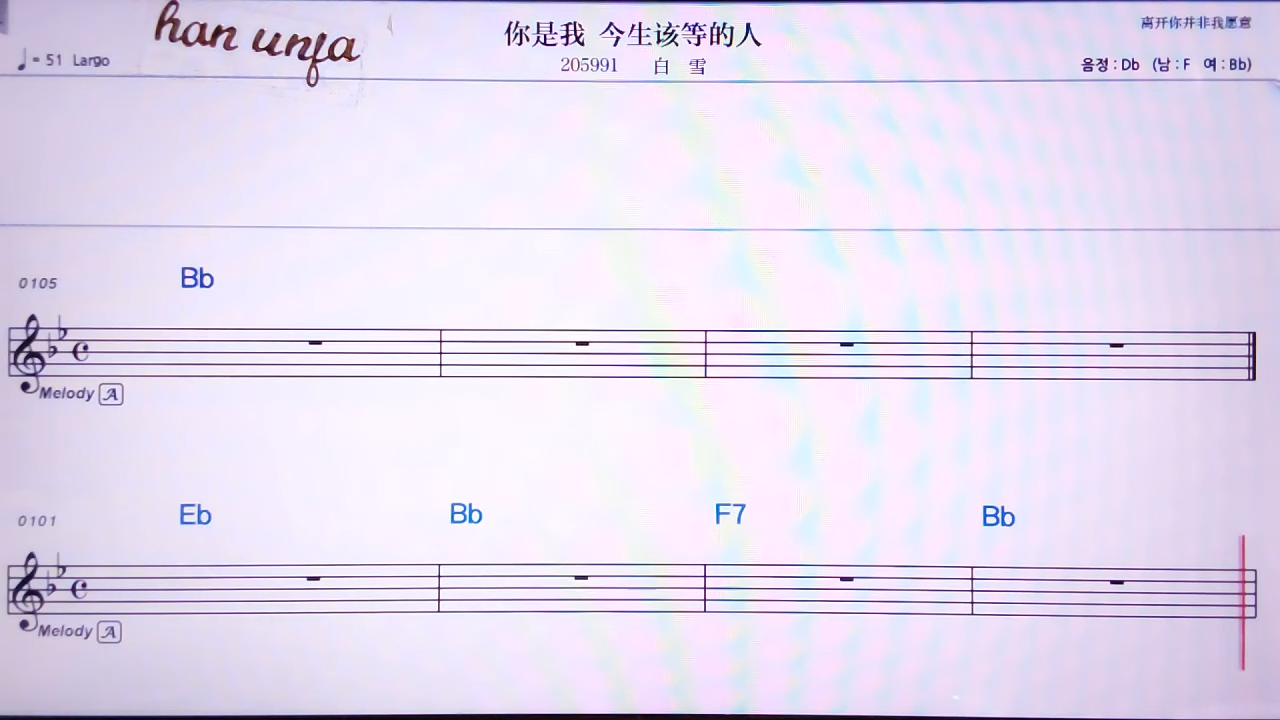 han unfa
你是我 今生该等的人
离开你并非我愿意
♩= 51 Largo
205991 白 雪
음정 : Db (남 : F 여 : Bb)
0105 Bb
Melody A
0101 Eb Bb F7 Bb
Melody A